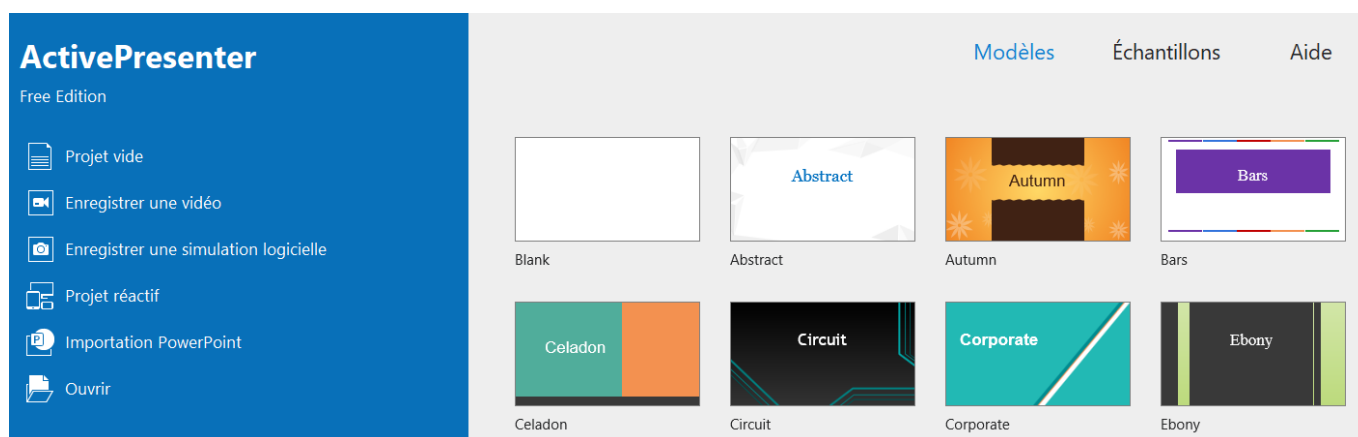 ActivePresenter
Free Edition
Projet vide
Enregistrer une vidéo
Enregistrer une simulation logicielle
Projet réactif
Importation PowerPoint
Ouvrir
Modèles Échantillons Aide
Abstract Autumn Bars
Blank Abstract Autumn Bars
Celadon Circuit Corporate Ebony
Celadon Circuit Corporate Ebony